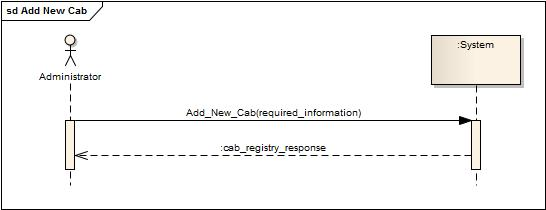 sd Add New Cab
:System
Administrator
Add_New_Cab(required_information)
:cab_registry_response